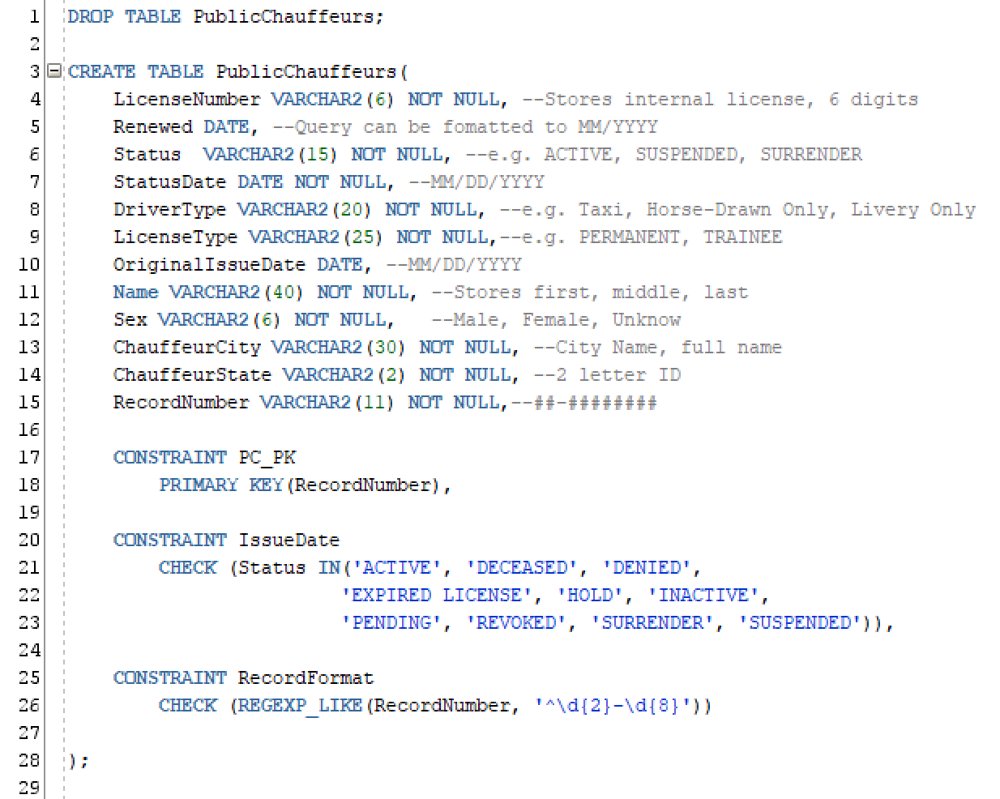 1 DROP TABLE PublicChauffeurs;
2
3 CREATE TABLE PublicChauffeurs(
4 LicenseNumber VARCHAR2(6) NOT NULL, --Stores internal license, 6 digits
5 Renewed DATE, --Query can be fomatted to MM/YYYY
6 Status  VARCHAR2(15) NOT NULL, --e.g. ACTIVE, SUSPENDED, SURRENDER
7 StatusDate DATE NOT NULL, --MM/DD/YYYY
8 DriverType VARCHAR2(20) NOT NULL, --e.g. Taxi, Horse-Drawn Only, Livery Only
9 LicenseType VARCHAR2(25) NOT NULL,--e.g. PERMANENT, TRAINEE
10 OriginalIssueDate DATE, --MM/DD/YYYY
11 Name VARCHAR2(40) NOT NULL, --Stores first, middle, last
12 Sex VARCHAR2(6) NOT NULL,   --Male, Female, Unknow
13 ChauffeurCity VARCHAR2(30) NOT NULL, --City Name, full name
14 ChauffeurState VARCHAR2(2) NOT NULL, --2 letter ID
15 RecordNumber VARCHAR2(11) NOT NULL,--##-########
16
17 CONSTRAINT PC_PK
18 PRIMARY KEY(RecordNumber),
19
20 CONSTRAINT IssueDate
21 CHECK (Status IN('ACTIVE', 'DECEASED', 'DENIED',
22 'EXPIRED LICENSE', 'HOLD', 'INACTIVE',
23 'PENDING', 'REVOKED', 'SURRENDER', 'SUSPENDED')),
24
25 CONSTRAINT RecordFormat
26 CHECK (REGEXP_LIKE(RecordNumber, '^\d{2}-\d{8}'))
27
28 );
29